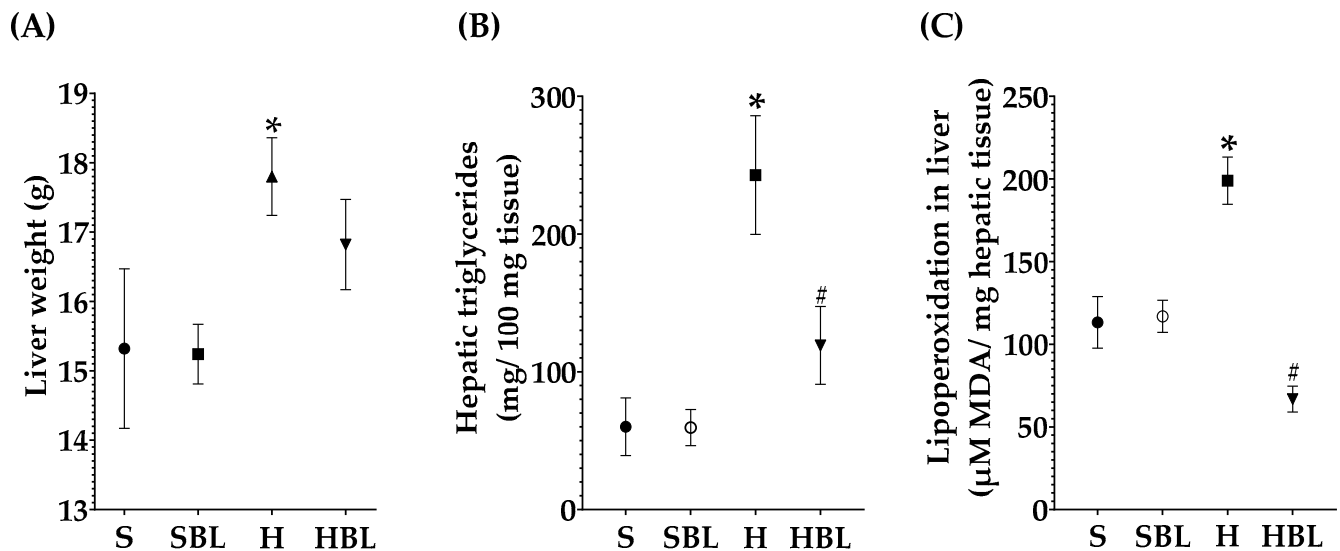 (A)
Liver weight (g)
19
18
17
16
15
14
13
*
S SBL H HBL
(B)
Hepatic triglycerides
(mg/ 100 mg tissue)
300
200
100
0
*
#
S SBL H HBL
(C)
Lipoperoxidation in liver
(µM MDA/ mg hepatic tissue)
250
200
150
100
50
0
*
#
S SBL H HBL